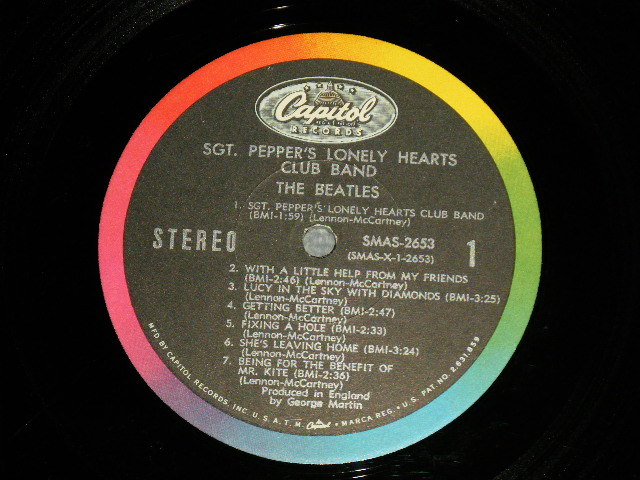 Capitol
RECORDS
SGT. PEPPER'S LONELY HEARTS
CLUB BAND
THE BEATLES
1. SGT. PEPPER'S LONELY HEARTS CLUB BAND
(BMI-1:59) (Lennon-McCartney)
STEREO
SMAS-2653
(SMAS-X-1-2653)
1
2. WITH A LITTLE HELP FROM MY FRIENDS
(BMI-2:46) (Lennon-McCartney)
3. LUCY IN THE SKY WITH DIAMONDS (BMI-3:25)
(Lennon-McCartney)
4. GETTING BETTER (BMI-2:47)
(Lennon-McCartney)
5. FIXING A HOLE (BMI-2:33)
(Lennon-McCartney)
6. SHE'S LEAVING HOME (BMI-3:24)
(Lennon-McCartney)
7. BEING FOR THE BENEFIT OF
MR. KITE (BMI-2:36)
(Lennon-McCartney)
Produced in England
by George Martin
MFD BY CAPITOL RECORDS, INC. U.S.A. T.M. Capitol • MARCA REG. • U.S. PAT. NO. 2,631,859